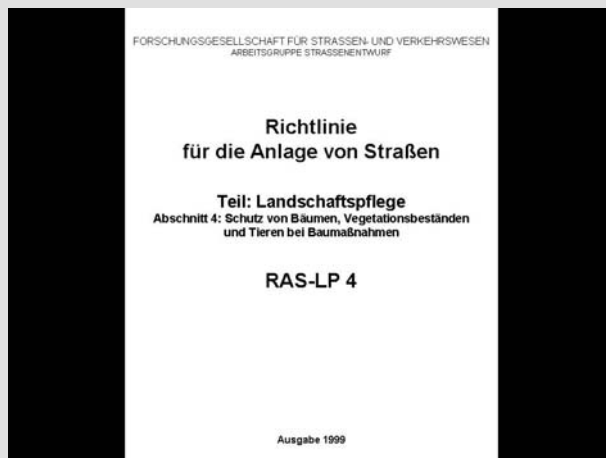 FORSCHUNGSGESELLSCHAFT FÜR STRASSEN- UND VERKEHRSWESEN
ARBEITSGRUPPE STRASSENENTWURF
Richtlinie
für die Anlage von Straßen
Teil: Landschaftspflege
Abschnitt 4: Schutz von Bäumen, Vegetationsbeständen
und Tieren bei Baumaßnahmen
RAS-LP 4
Ausgabe 1999